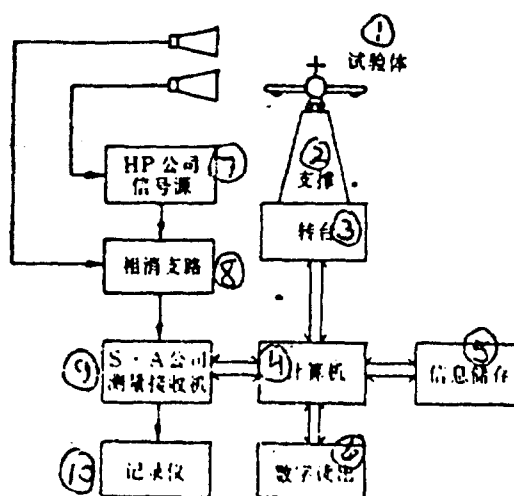 ①
试验体
HP公司
信号源
⑦
②
支撑
转台
③
相消支路
⑧
⑨
S·A公司
测量接收机
④
计算机
⑤
信息储存
⑩
记录仪
⑥
数字读出